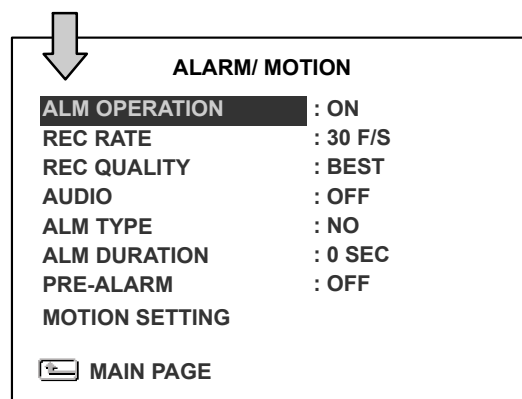 ALARM/ MOTION
ALM OPERATION : ON
REC RATE : 30 F/S
REC QUALITY : BEST
AUDIO : OFF
ALM TYPE : NO
ALM DURATION : 0 SEC
PRE-ALARM : OFF
MOTION SETTING
MAIN PAGE